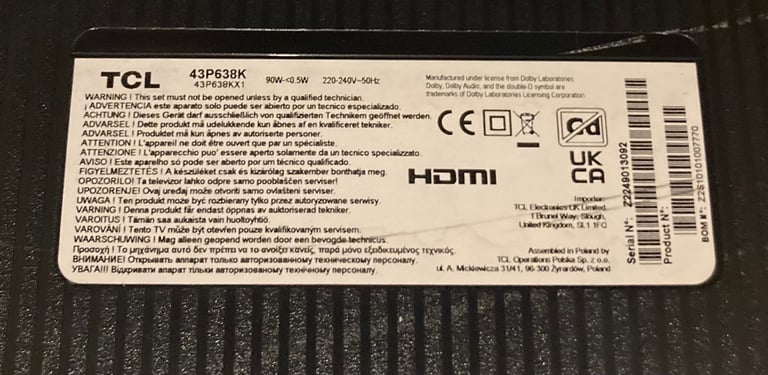 TCL 43P638K 90W<0.5W 220-240V~50Hz
43P638KX1
Manufactured under license from Dolby Laboratories.
Dolby, Dolby Audio, and the double-D symbol are
trademarks of Dolby Laboratories Licensing Corporation.
WARNING ! This set must not be opened unless by a qualified technician.
¡ ADVERTENCIA este aparato solo puede ser abierto por un tecnico especializado.
ACHTUNG ! Dieses Gerät darf ausschließlich von qualifizierten Technikern geöffnet werden.
ADVARSEL ! Dette produkt må udelukkende kun åbnes af en kvalificeret tekniker.
ADVARSEL ! Produktet må kun åpnes av autoriserte personer.
ATTENTION ! L'appareil ne doit être ouvert que par un spécialiste.
ATTENZIONE ! L'apparecchio puo' essere aperto solamente da un tecnico specializzato.
AVISO ! Este aparelho só pode ser aberto por um técnico qualificado.
FIGYELMEZTETÉS ! A készüléket csak és kizárólag szakember bonthatja meg.
OPOZORILO! Ta televizor lahko odpre samo pooblaščen serviser!
UPOZORENJE! Ovaj uređaj može otvoriti samo ovlašteni serviser.
UWAGA ! Ten produkt może być rozbierany tylko przez autoryzowany serwis.
VARNING ! Denna produkt får endast öppnas av auktoriserad tekniker.
VAROITUS ! Tämän saa aukaista vain huoltoyhtiö.
VAROVÁNÍ ! Tento TV může být otevřen pouze kvalifikovaným servisem.
WAARSCHUWING ! Mag alleen geopend worden door een bevoegde technicus.
Προσοχή ! Το μηχάνημα αυτό δεν πρέπει να το ανοίξει κανείς, παρά μόνο εξειδικευμένος τεχνικός.
ВНИМАНИЕ! Открывать аппарат только авторизованному техническому персоналу.
УВАГА!!! Відкривати апарат тільки авторизованому технічному персоналу.
CE
Cd
UK
CA
HDMI
Importer:
TCL Electronics UK Limited
1 Brunel Way, Slough,
United Kingdom, SL1 1FQ
Assembled in Poland by
TCL Operations Polska Sp. z o.o.
ul. A. Mickiewicza 31/41, 96-300 Żyrardów, Poland
Serial N°: Z2249013092
Product N°:
BOM #: Z2610101007770